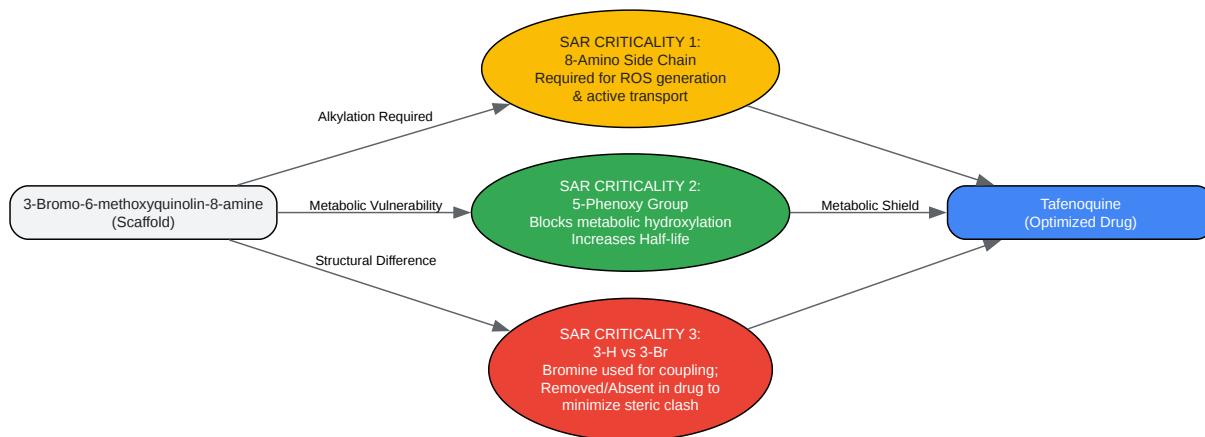 SAR CRITICALITY 1:
8-Amino Side Chain
Required for ROS generation
& active transport
Alkylation Required
3-Bromo-6-methoxyquinolin-8-amine
(Scaffold)
Metabolic Vulnerability
SAR CRITICALITY 2:
5-Phenoxy Group
Blocks metabolic hydroxylation
Increases Half-life
Metabolic Shield
Tafenoquine
(Optimized Drug)
Structural Difference
SAR CRITICALITY 3:
3-H vs 3-Br
Bromine used for coupling;
Removed/Absent in drug to
minimize steric clash